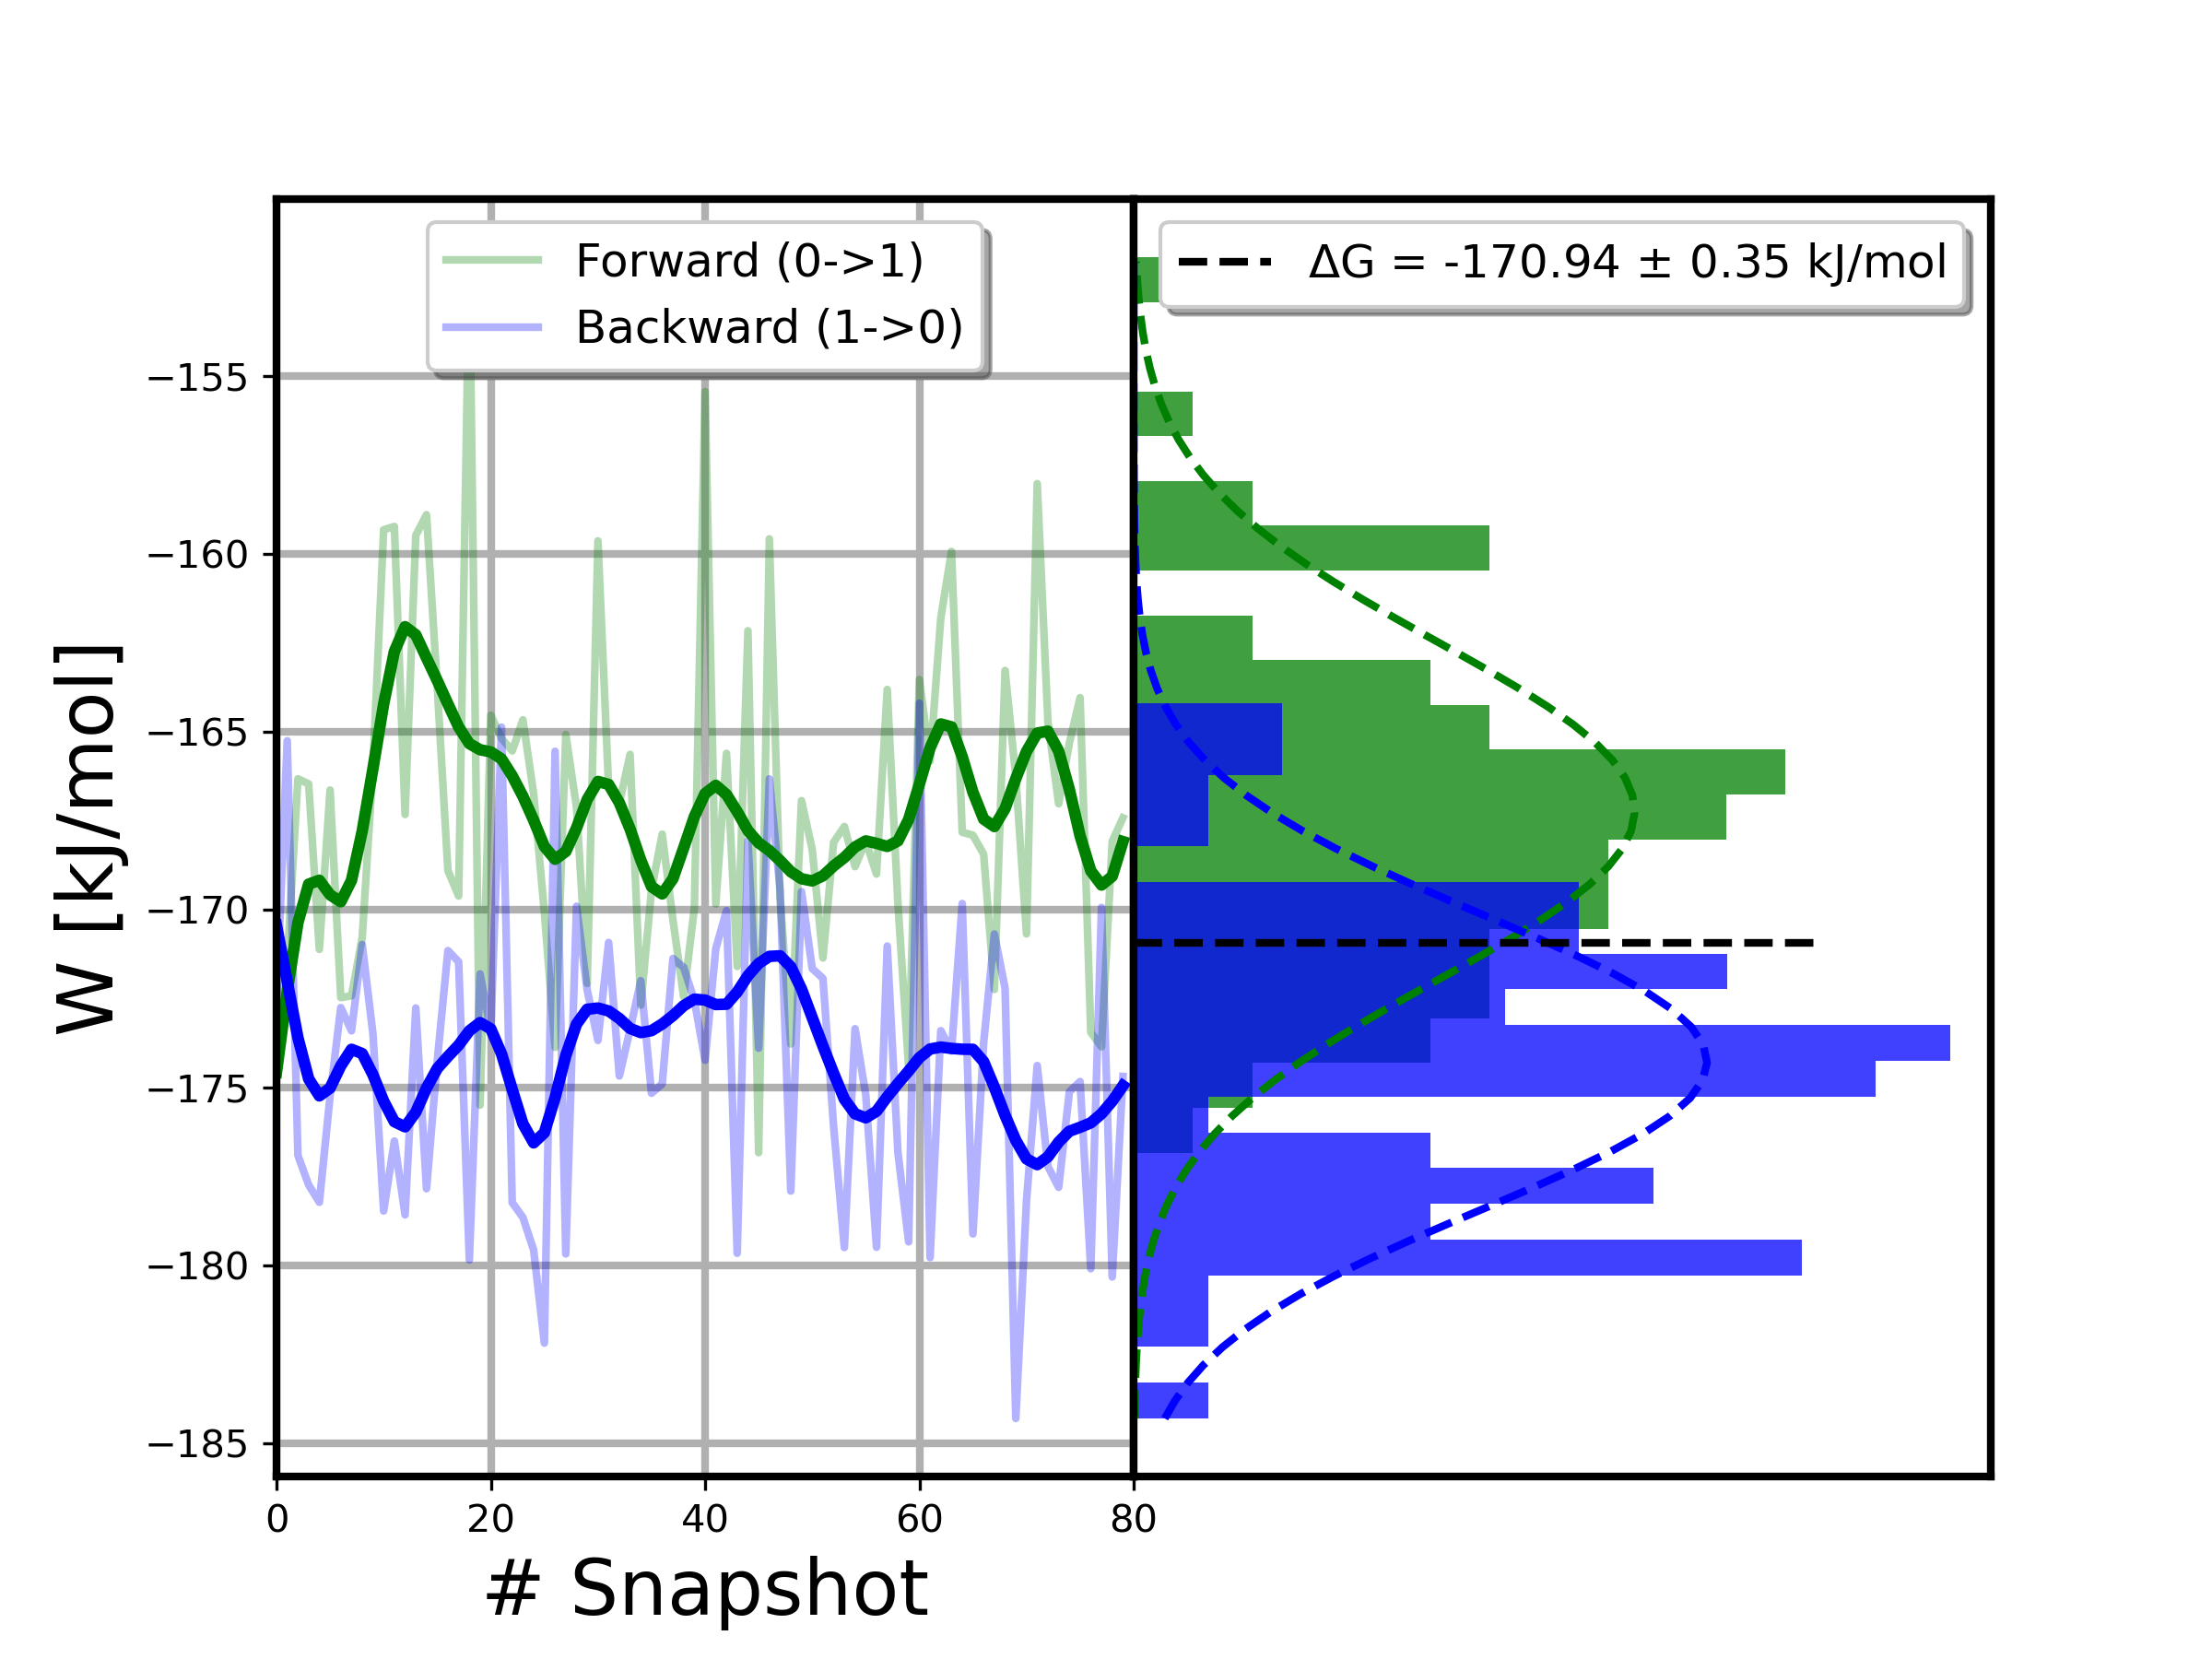 Forward (0->1)
Backward (1->0)
ΔG = -170.94 ± 0.35 kJ/mol
W [kJ/mol]
−155
−160
−165
−170
−175
−180
−185
0 20 40 60 80
# Snapshot